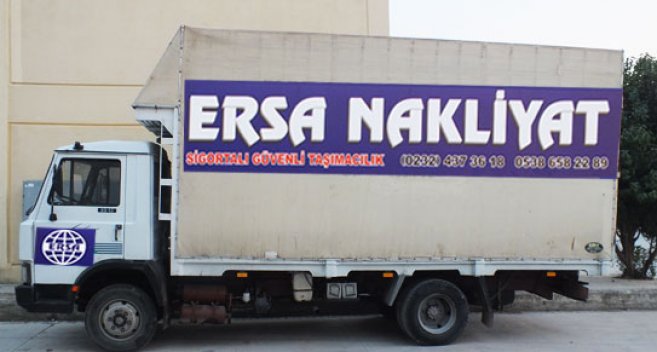 ERSA NAKLİYAT
SİGORTALI GÜVENLİ TAŞIMACILIK (0232) 437 36 18 0538 658 22 89
ERSA